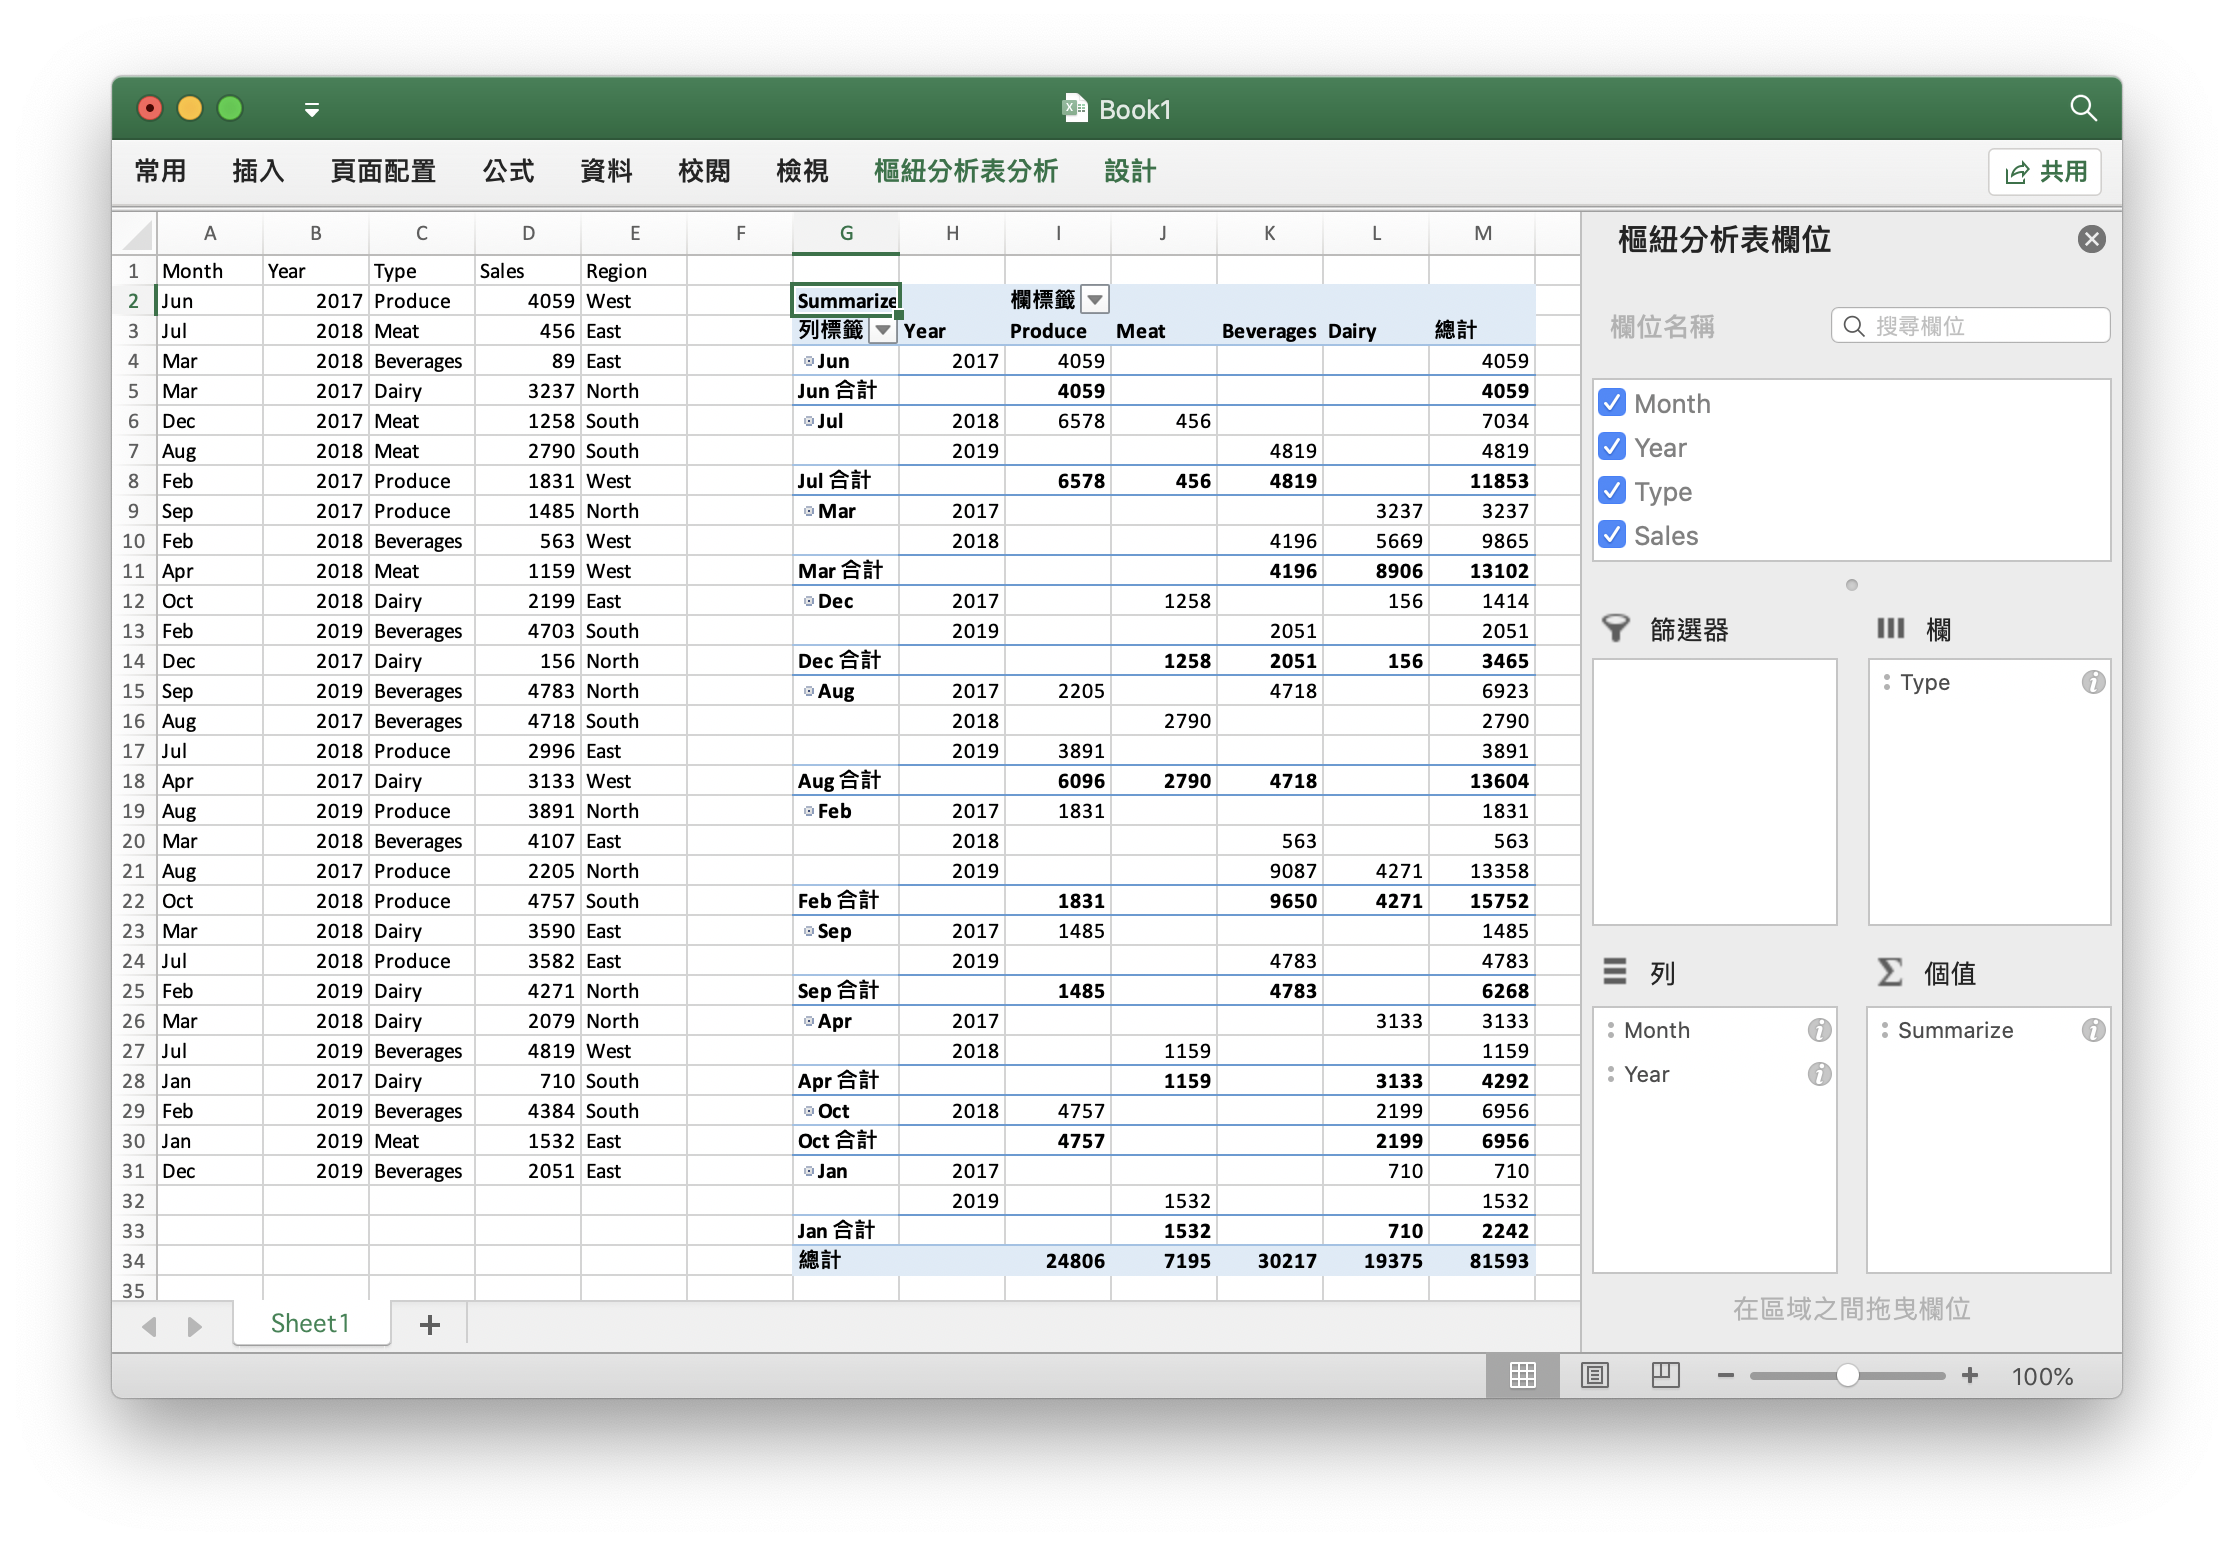 Book1
常用 插入 頁面配置 公式 資料 校閱 檢視 樞紐分析表分析 設計 共用
A B C D E F G H I J K L M
1 Month Year Type Sales Region
2 Jun 2017 Produce 4059 West Summarize 欄標籤
3 Jul 2018 Meat 456 East 列標籤 Year Produce Meat Beverages Dairy 總計
4 Mar 2018 Beverages 89 East Jun 2017 4059 4059
5 Mar 2017 Dairy 3237 North Jun 合計 4059 4059
6 Dec 2017 Meat 1258 South Jul 2018 6578 456 7034
7 Aug 2018 Meat 2790 South 2019 4819 4819
8 Feb 2017 Produce 1831 West Jul 合計 6578 456 4819 11853
9 Sep 2017 Produce 1485 North Mar 2017 3237 3237
10 Feb 2018 Beverages 563 West 2018 4196 5669 9865
11 Apr 2018 Meat 1159 West Mar 合計 4196 8906 13102
12 Oct 2018 Dairy 2199 East Dec 2017 1258 156 1414
13 Feb 2019 Beverages 4703 South 2019 2051 2051
14 Dec 2017 Dairy 156 North Dec 合計 1258 2051 156 3465
15 Sep 2019 Beverages 4783 North Aug 2017 2205 4718 6923
16 Aug 2017 Beverages 4718 South 2018 2790 2790
17 Jul 2018 Produce 2996 East 2019 3891 3891
18 Apr 2017 Dairy 3133 West Aug 合計 6096 2790 4718 13604
19 Aug 2019 Produce 3891 North Feb 2017 1831 1831
20 Mar 2018 Beverages 4107 East 2018 563 563
21 Aug 2017 Produce 2205 North 2019 9087 4271 13358
22 Oct 2018 Produce 4757 South Feb 合計 1831 9650 4271 15752
23 Mar 2018 Dairy 3590 East Sep 2017 1485 1485
24 Jul 2018 Produce 3582 East 2019 4783 4783
25 Feb 2019 Dairy 4271 North Sep 合計 1485 4783 6268
26 Mar 2018 Dairy 2079 North Apr 2017 3133 3133
27 Jul 2019 Beverages 4819 West 2018 1159 1159
28 Jan 2017 Dairy 710 South Apr 合計 1159 3133 4292
29 Feb 2019 Beverages 4384 South Oct 2018 4757 2199 6956
30 Jan 2019 Meat 1532 East Oct 合計 4757 2199 6956
31 Dec 2019 Beverages 2051 East Jan 2017 710 710
32 2019 1532 1532
33 Jan 合計 1532 710 2242
34 總計 24806 7195 30217 19375 81593
35
樞紐分析表欄位
欄位名稱 搜尋欄位
Month
Year
Type
Sales
篩選器 欄
Type
列 個值
Month Summarize
Year
在區域之間拖曳欄位
Sheet1
100%